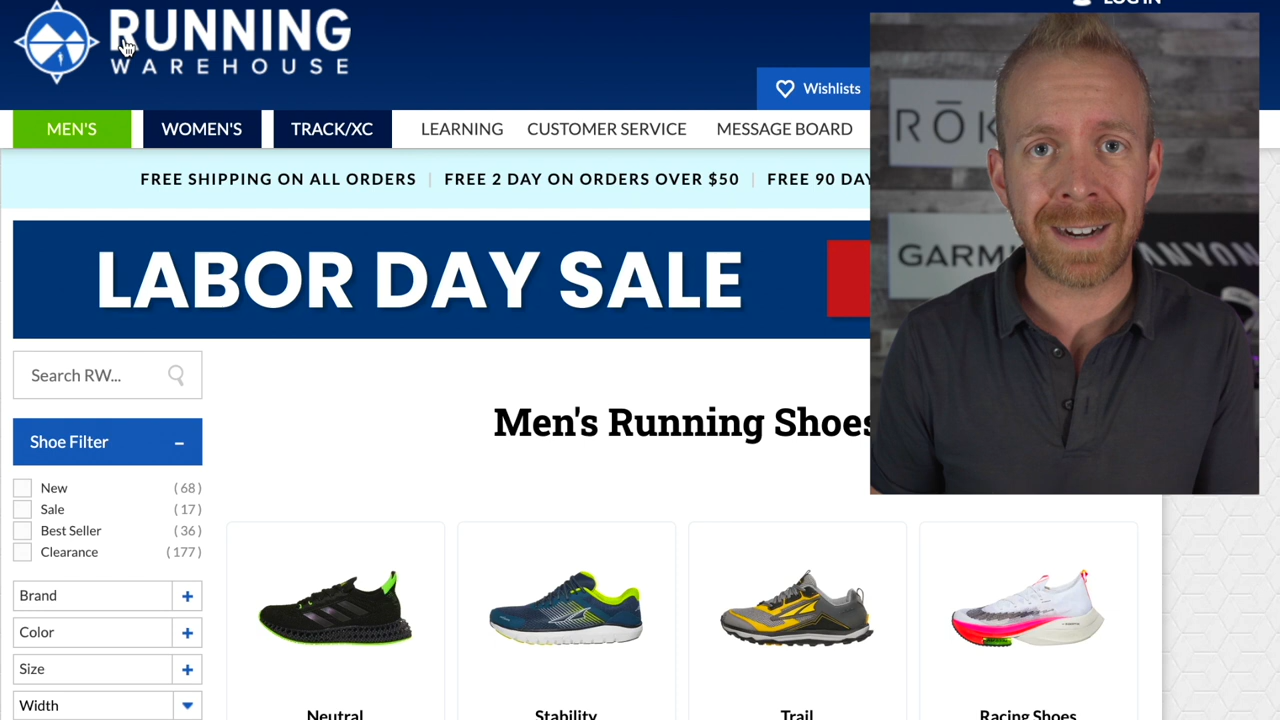 LOG IN
RUNNING
WAREHOUSE
Wishlists
MEN'S
WOMEN'S
TRACK/XC
LEARNING
CUSTOMER SERVICE
MESSAGE BOARD
FREE SHIPPING ON ALL ORDERS | FREE 2 DAY ON ORDERS OVER $50 | FREE 90 DAY
LABOR DAY SALE
GARMI
ANYON
Search RW...
Men's Running Shoes
Shoe Filter
New (68)
Sale (17)
Best Seller (36)
Clearance (177)
Brand
Color
Size
Width
Neutral
Stability
Trail
Racing Shoes